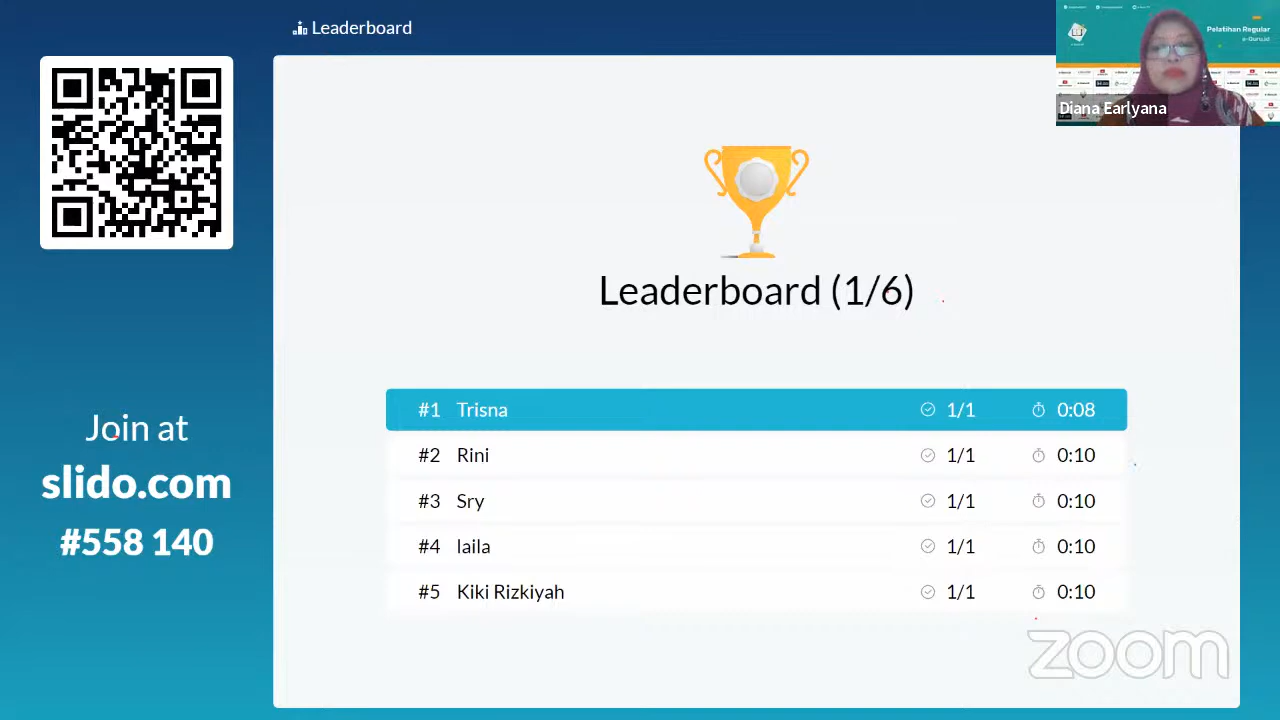 Leaderboard
Pelatihan Regular
e-Guru.id
Diana Earlyana
Leaderboard (1/6)
#1 Trisna 1/1 0:08
#2 Rini 1/1 0:10
#3 Sry 1/1 0:10
#4 laila 1/1 0:10
#5 Kiki Rizkiyah 1/1 0:10
Join at
slido.com
#558 140
zoom